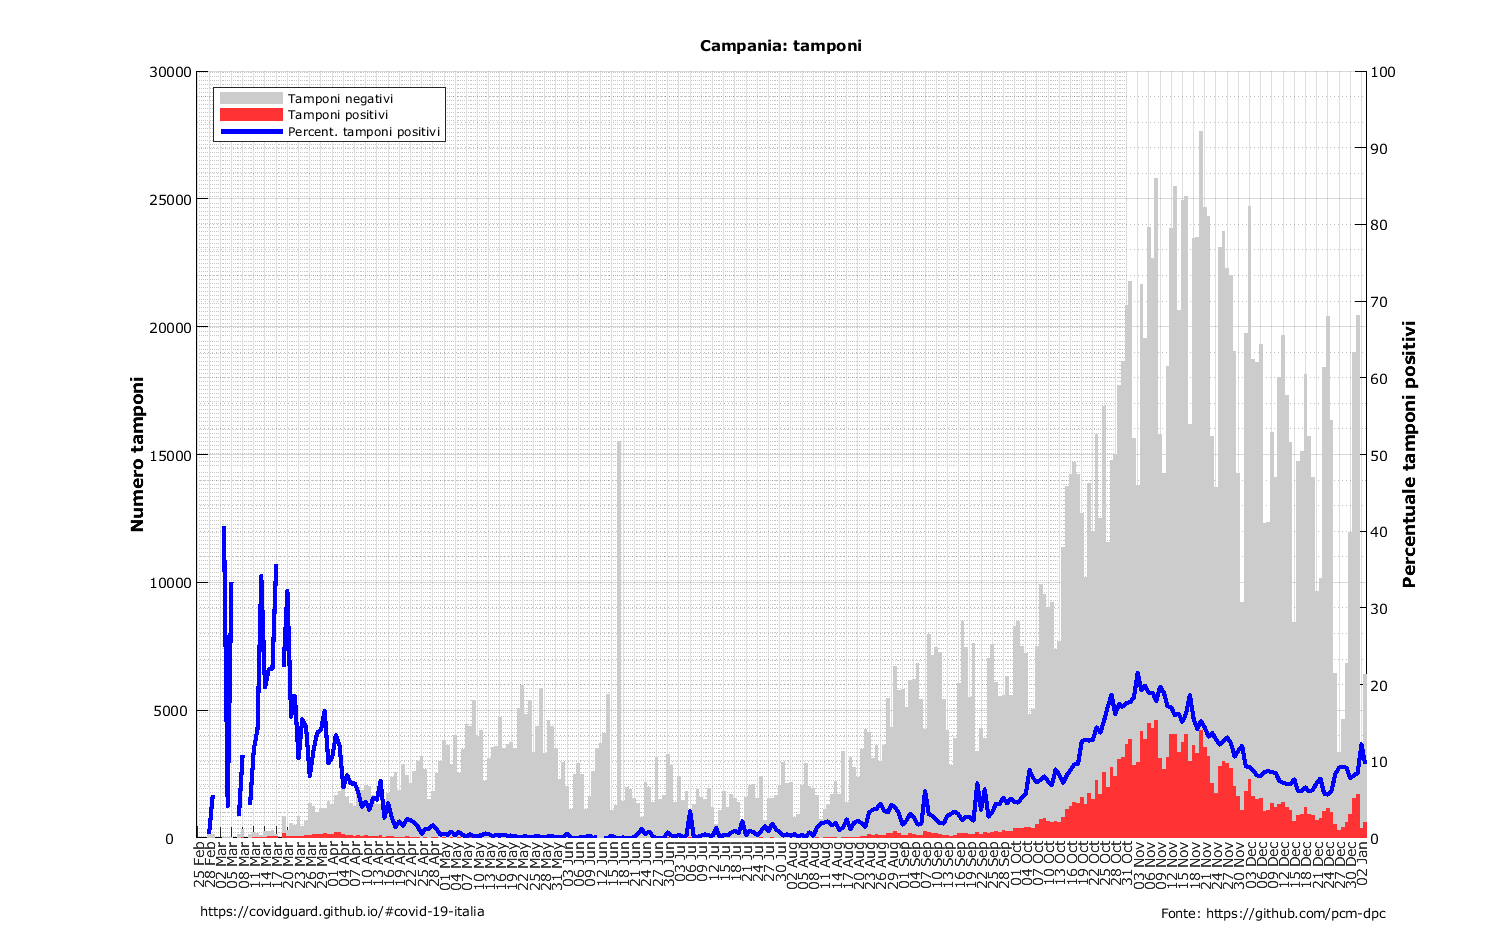 Campania: tamponi
Tamponi negativi
Tamponi positivi
Percent. tamponi positivi
Numero tamponi
30000
25000
20000
15000
10000
5000
0
Percentuale tamponi positivi
100
90
80
70
60
50
40
30
20
10
0
25 Feb
28 Feb
02 Mar
05 Mar
08 Mar
11 Mar
14 Mar
17 Mar
20 Mar
23 Mar
26 Mar
29 Mar
01 Apr
04 Apr
07 Apr
10 Apr
13 Apr
16 Apr
19 Apr
22 Apr
25 Apr
28 Apr
01 May
04 May
07 May
10 May
13 May
16 May
19 May
22 May
25 May
28 May
31 May
03 Jun
06 Jun
09 Jun
12 Jun
15 Jun
18 Jun
21 Jun
24 Jun
27 Jun
30 Jun
03 Jul
06 Jul
09 Jul
12 Jul
15 Jul
18 Jul
21 Jul
24 Jul
27 Jul
30 Jul
02 Aug
05 Aug
08 Aug
11 Aug
14 Aug
17 Aug
20 Aug
23 Aug
26 Aug
29 Aug
01 Sep
04 Sep
07 Sep
10 Sep
13 Sep
16 Sep
19 Sep
22 Sep
25 Sep
28 Sep
01 Oct
04 Oct
07 Oct
10 Oct
13 Oct
16 Oct
19 Oct
22 Oct
25 Oct
28 Oct
31 Oct
03 Nov
06 Nov
09 Nov
12 Nov
15 Nov
18 Nov
21 Nov
24 Nov
27 Nov
30 Nov
03 Dec
06 Dec
09 Dec
12 Dec
15 Dec
18 Dec
21 Dec
24 Dec
27 Dec
30 Dec
02 Jan
https://covidguard.github.io/#covid-19-italia
Fonte: https://github.com/pcm-dpc